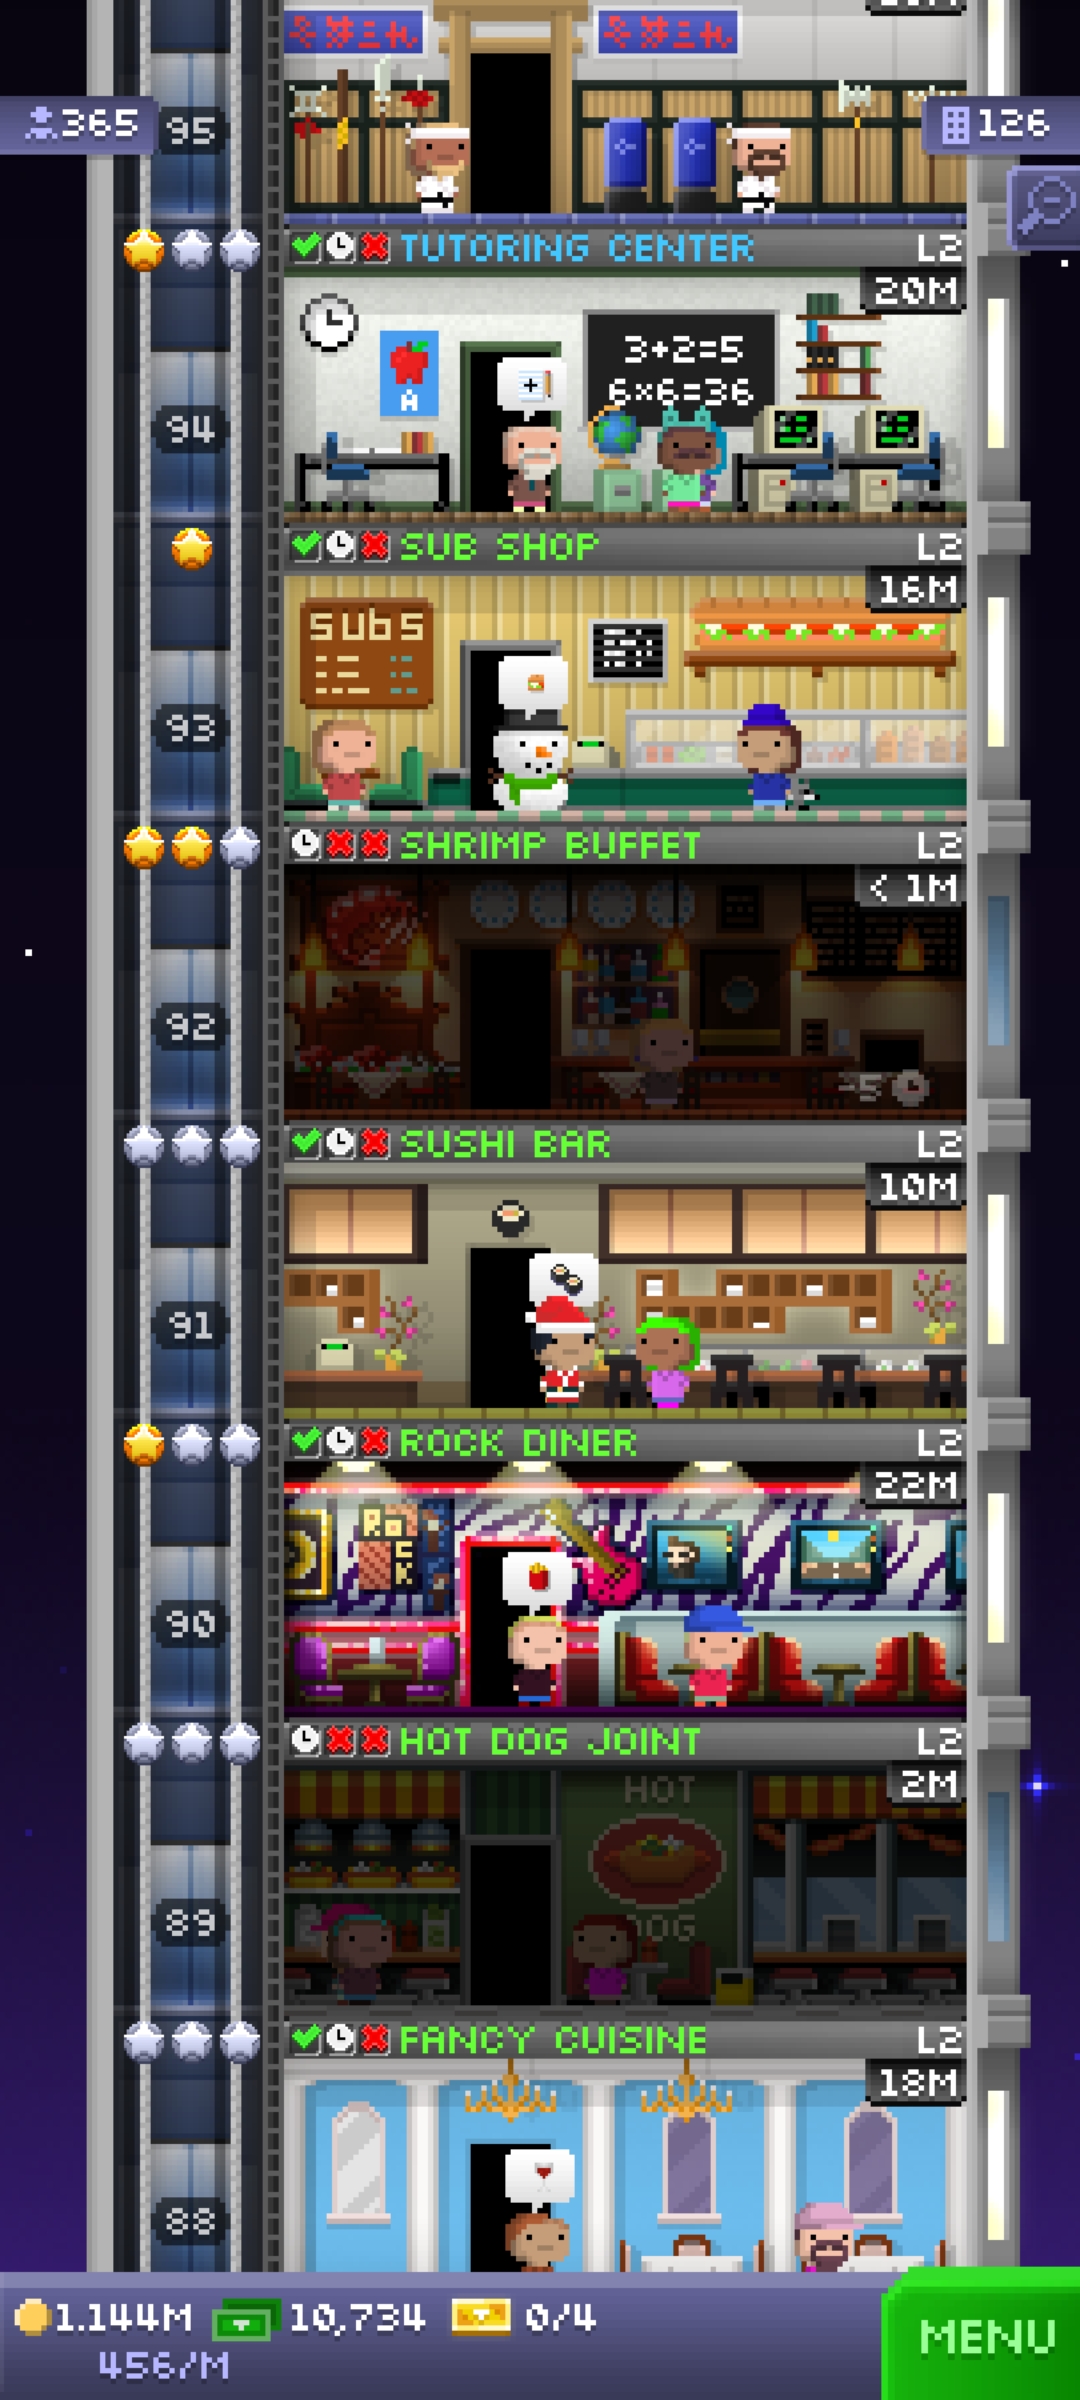 365
95
126
TUTORING CENTER L2
20M
3+2=5
6×6=36
A
94
SUB SHOP L2
16M
SUBS
93
SHRIMP BUFFET L2
< 1M
92
SUSHI BAR L2
10M
91
ROCK DINER L2
22M
ROCK
90
HOT DOG JOINT L2
2M
HOT
DOG
89
FANCY CUISINE L2
18M
88
1.144M 10,734 0/4
456/M
MENU